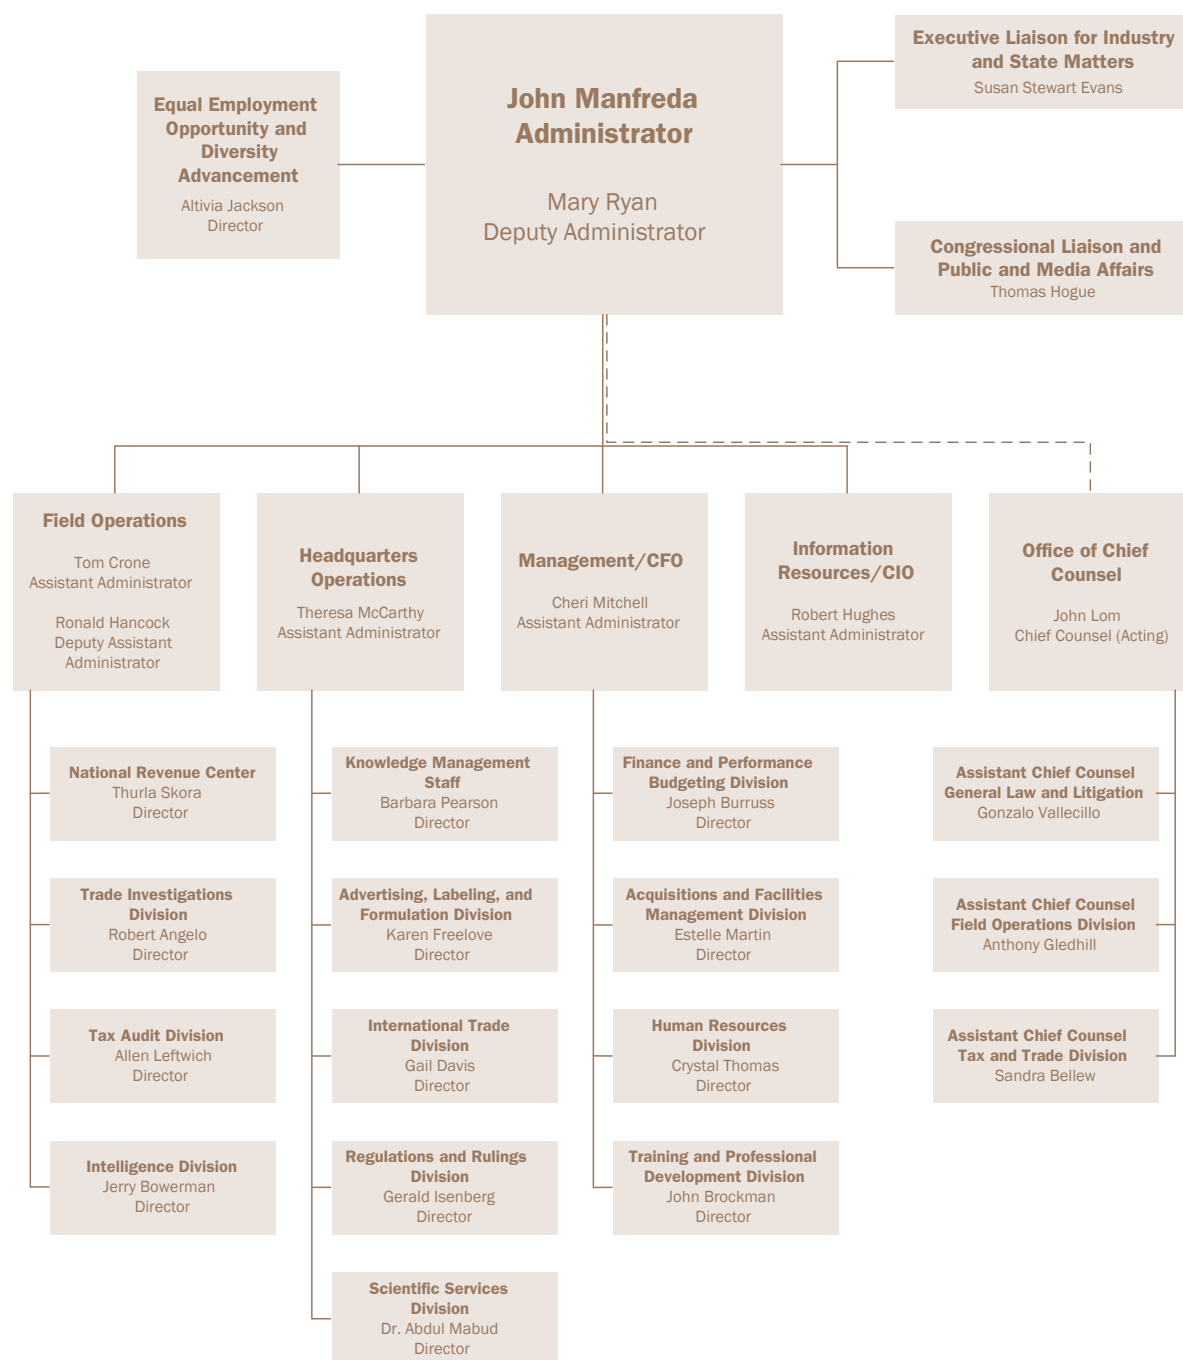 Equal Employment
Opportunity and
Diversity
Advancement
Altivia Jackson
Director
John Manfreda
Administrator
Mary Ryan
Deputy Administrator
Executive Liaison for Industry
and State Matters
Susan Stewart Evans
Congressional Liaison and
Public and Media Affairs
Thomas Hogue
Field Operations
Tom Crone
Assistant Administrator
Ronald Hancock
Deputy Assistant
Administrator
Headquarters
Operations
Theresa McCarthy
Assistant Administrator
Management/CFO
Cheri Mitchell
Assistant Administrator
Information
Resources/CIO
Robert Hughes
Assistant Administrator
Office of Chief
Counsel
John Lom
Chief Counsel (Acting)
National Revenue Center
Thurla Skora
Director
Trade Investigations
Division
Robert Angelo
Director
Tax Audit Division
Allen Leftwich
Director
Intelligence Division
Jerry Bowerman
Director
Knowledge Management
Staff
Barbara Pearson
Director
Advertising, Labeling, and
Formulation Division
Karen Freelove
Director
International Trade
Division
Gail Davis
Director
Regulations and Rulings
Division
Gerald Isenberg
Director
Scientific Services
Division
Dr. Abdul Mabud
Director
Finance and Performance
Budgeting Division
Joseph Burruss
Director
Acquisitions and Facilities
Management Division
Estelle Martin
Director
Human Resources
Division
Crystal Thomas
Director
Training and Professional
Development Division
John Brockman
Director
Assistant Chief Counsel
General Law and Litigation
Gonzalo Vallecillo
Assistant Chief Counsel
Field Operations Division
Anthony Gledhill
Assistant Chief Counsel
Tax and Trade Division
Sandra Bellew